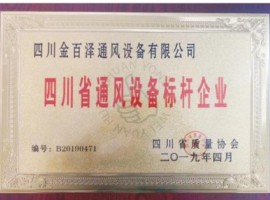 四川金百泽通风设备有限公司
四川省通风设备标杆企业
编号：B20190471
四川省质量协会
二〇一九年四月